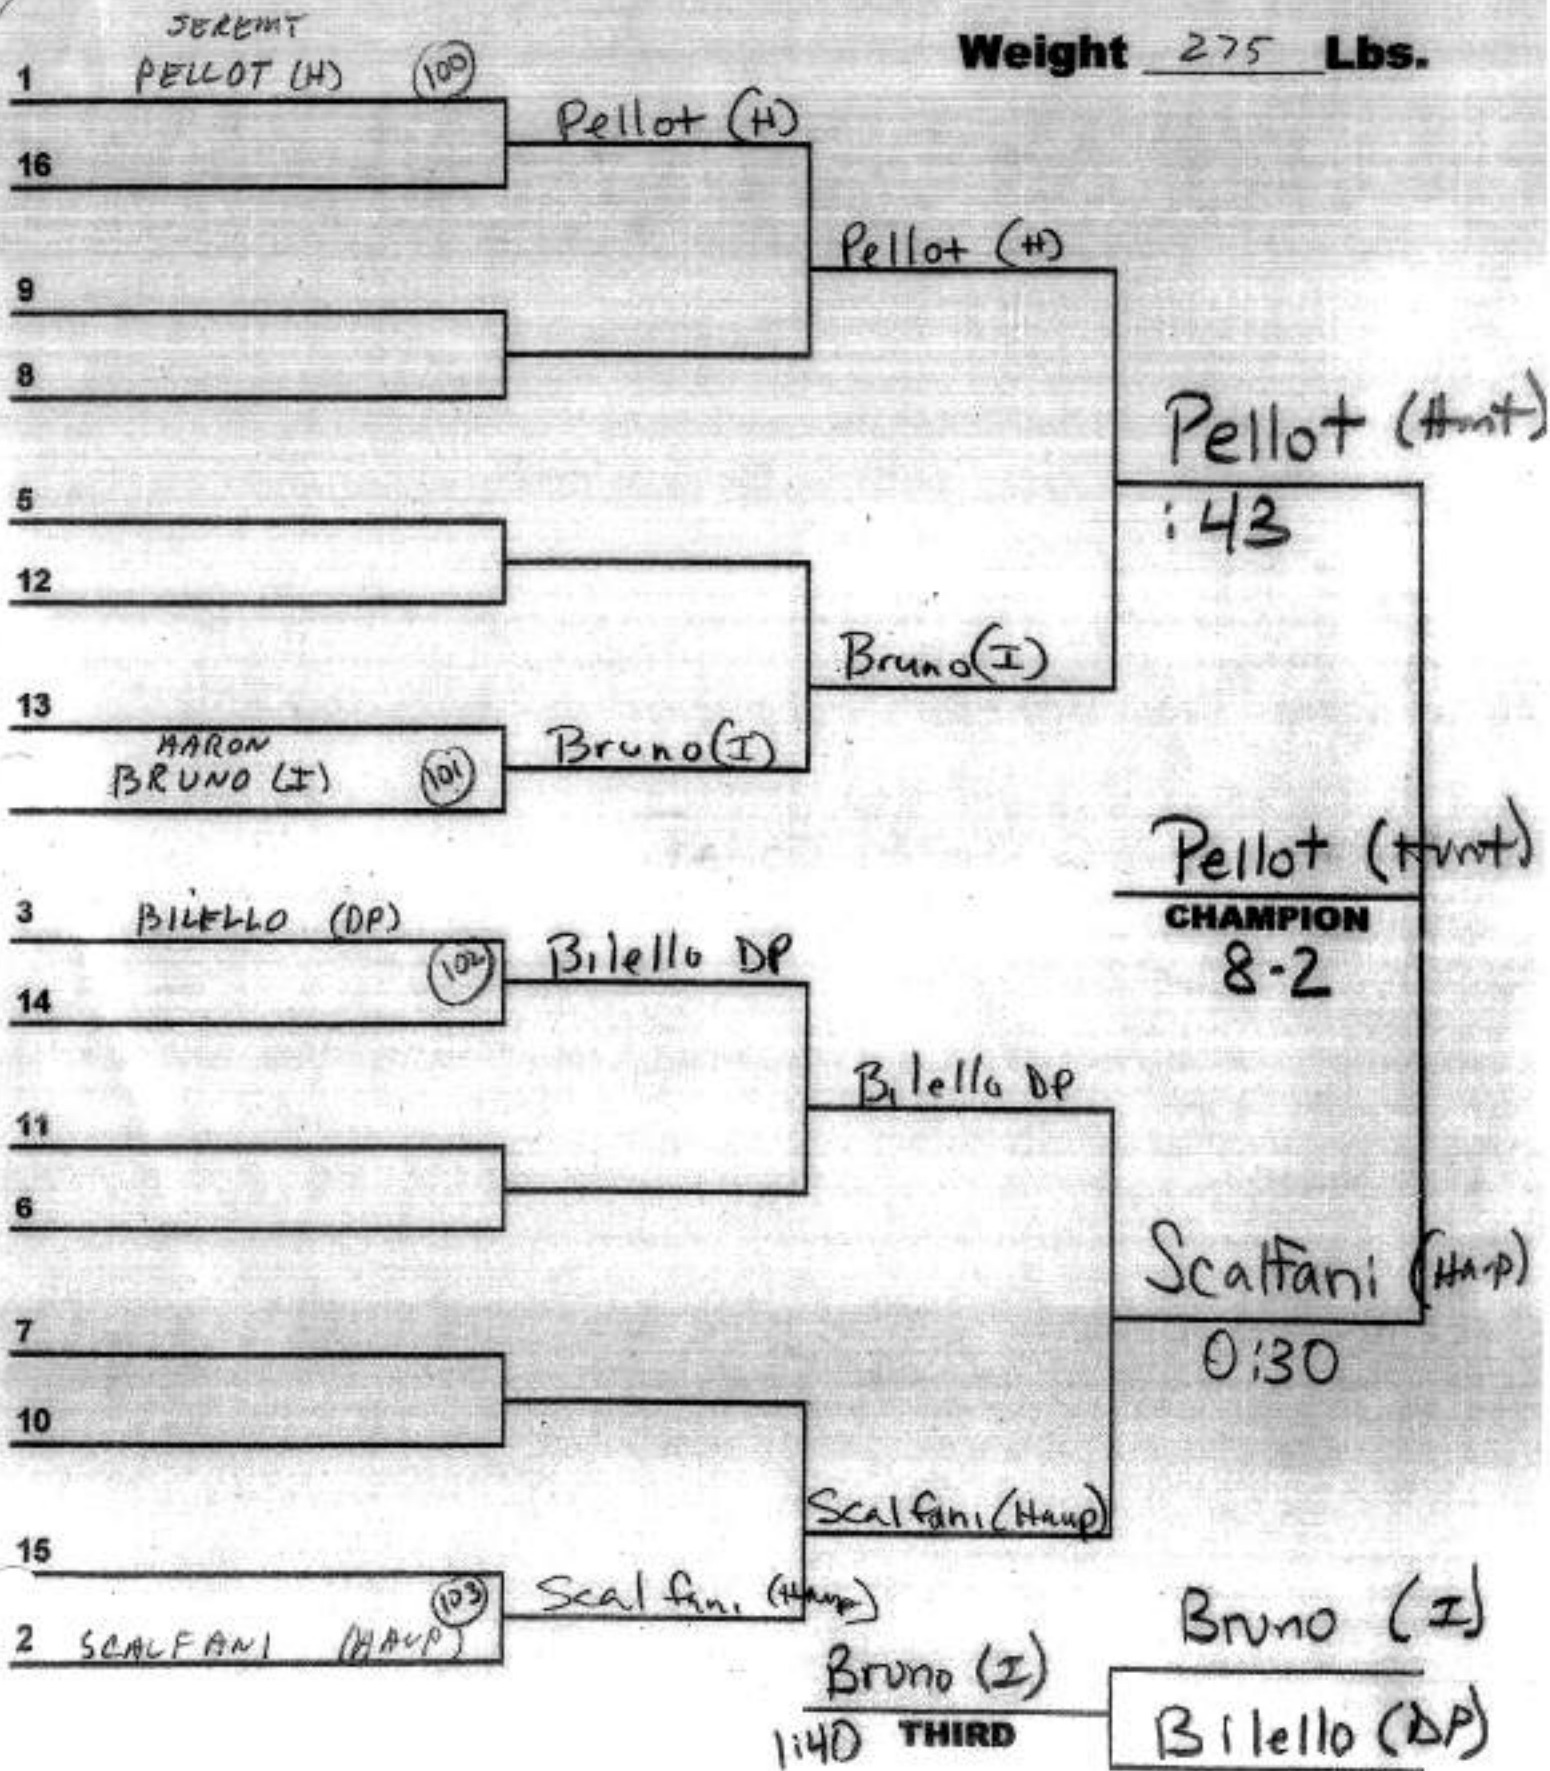 Weight 275 Lbs.
JEREMY
1 PELLOT (H) 100
Pellot (H)
16
Pellot (H)
9
8
Pellot (Hunt)
:43
5
12
Bruno (I)
13
AARON
BRUNO (I) 101
Bruno (I)
Pellot (Hunt)
CHAMPION
8-2
3 BILELLO (DP)
102
Bilello DP
14
Bilello DP
11
6
Scalfani (Haup)
0:30
7
10
Scalfani (Haup)
15
103
Scalfani (Haup)
2 SCALFANI (HAUP)
Bruno (I)
Bruno (I)
1:40 THIRD
Bilello (DP)